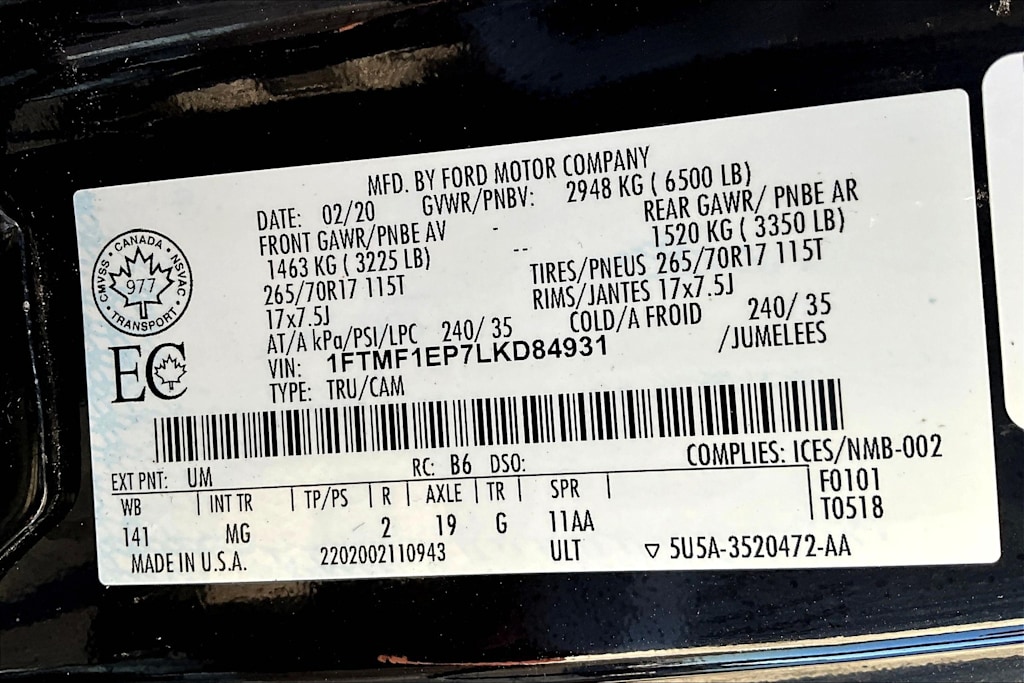 MFD. BY FORD MOTOR COMPANY
DATE: 02/20 GVWR/PNBV: 2948 KG ( 6500 LB)
FRONT GAWR/PNBE AV - REAR GAWR/ PNBE AR
1463 KG ( 3225 LB) -- 1520 KG ( 3350 LB)
265/70R17 115T TIRES/PNEUS 265/70R17 115T
17x7.5J RIMS/JANTES 17x7.5J
AT/A kPa/PSI/LPC 240/ 35 COLD/A FROID 240/ 35
VIN: 1FTMF1EP7LKD84931 /JUMELEES
TYPE: TRU/CAM
CANADA
CMVSS 977 NSVAC
TRANSPORT
EC
EXT PNT: UM RC: B6 DSO: COMPLIES: ICES/NMB-002
WB | INT TR | TP/PS | R | AXLE | TR | SPR | F0101
141 MG 2 19 G 11AA T0518
MADE IN U.S.A. 2202002110943 ULT ▽ 5U5A-3520472-AA